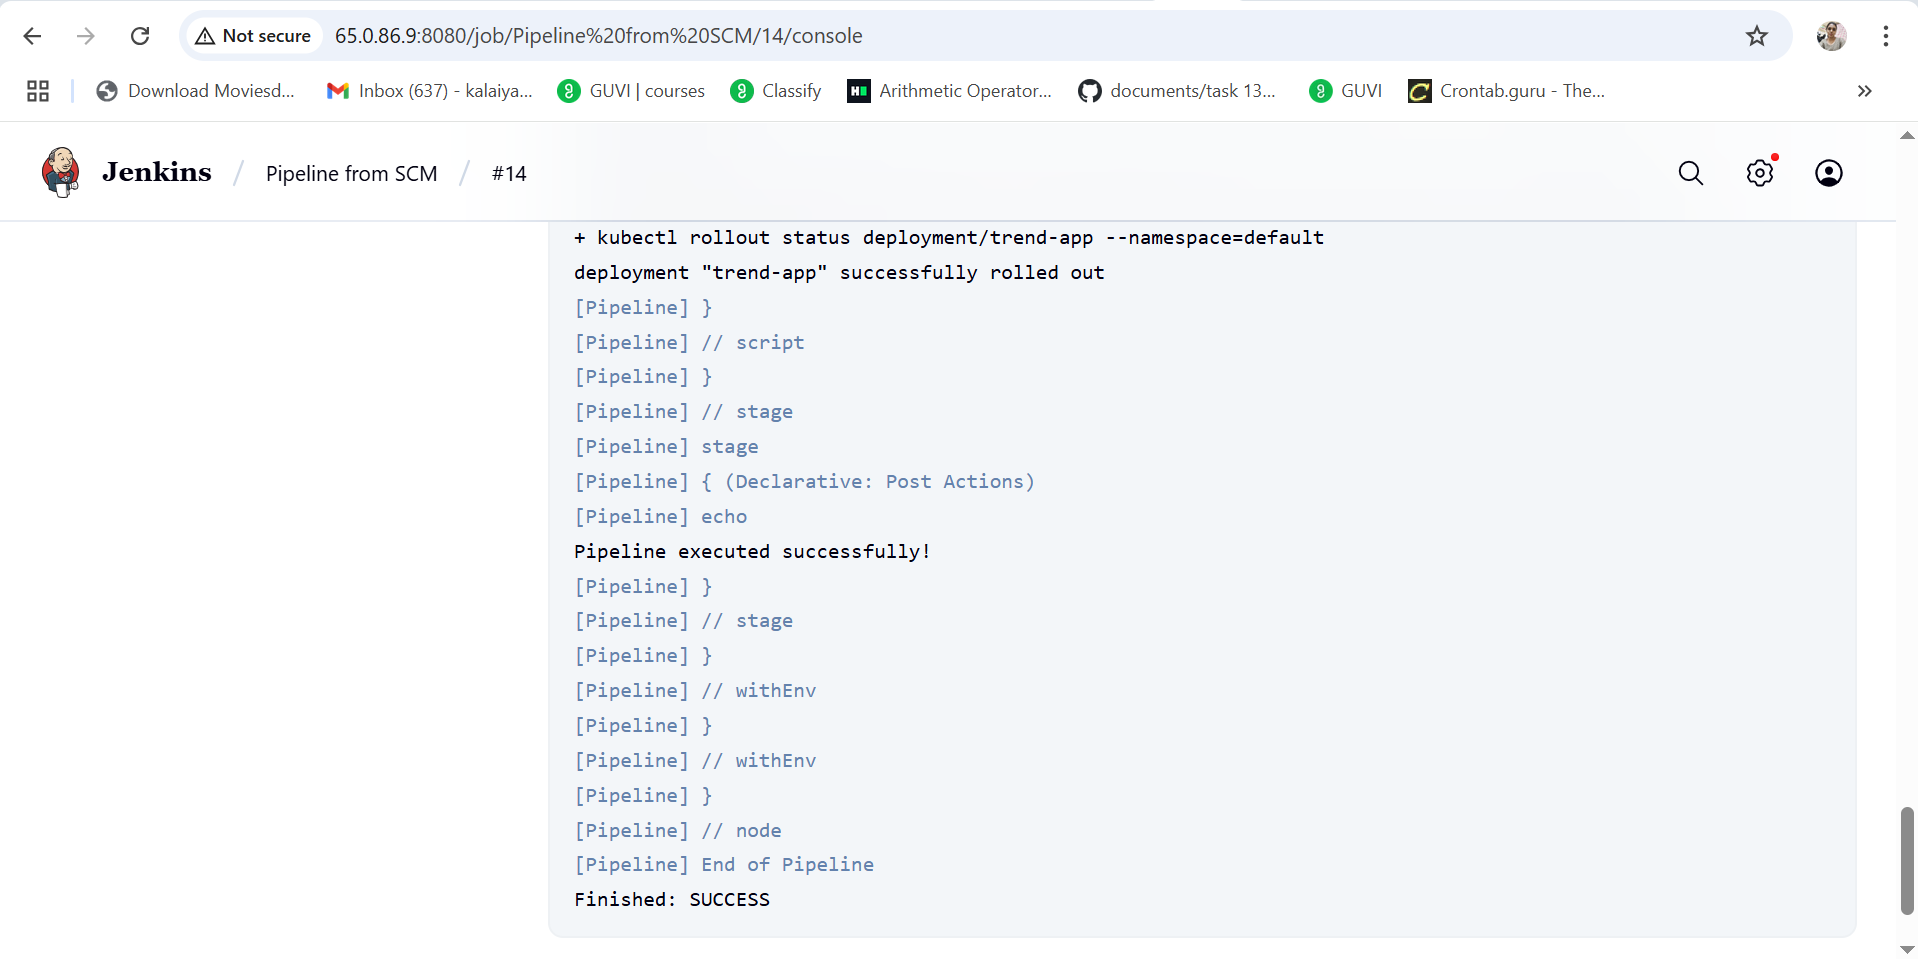 Not secure 65.0.86.9:8080/job/Pipeline%20from%20SCM/14/console
Download Moviesd... Inbox (637) - kalaiya... GUVI | courses Classify Arithmetic Operator... documents/task 13... GUVI Crontab.guru - The...
Jenkins / Pipeline from SCM / #14
+ kubectl rollout status deployment/trend-app --namespace=default
deployment "trend-app" successfully rolled out
[Pipeline] }
[Pipeline] // script
[Pipeline] }
[Pipeline] // stage
[Pipeline] stage
[Pipeline] { (Declarative: Post Actions)
[Pipeline] echo
Pipeline executed successfully!
[Pipeline] }
[Pipeline] // stage
[Pipeline] }
[Pipeline] // withEnv
[Pipeline] }
[Pipeline] // withEnv
[Pipeline] }
[Pipeline] // node
[Pipeline] End of Pipeline
Finished: SUCCESS